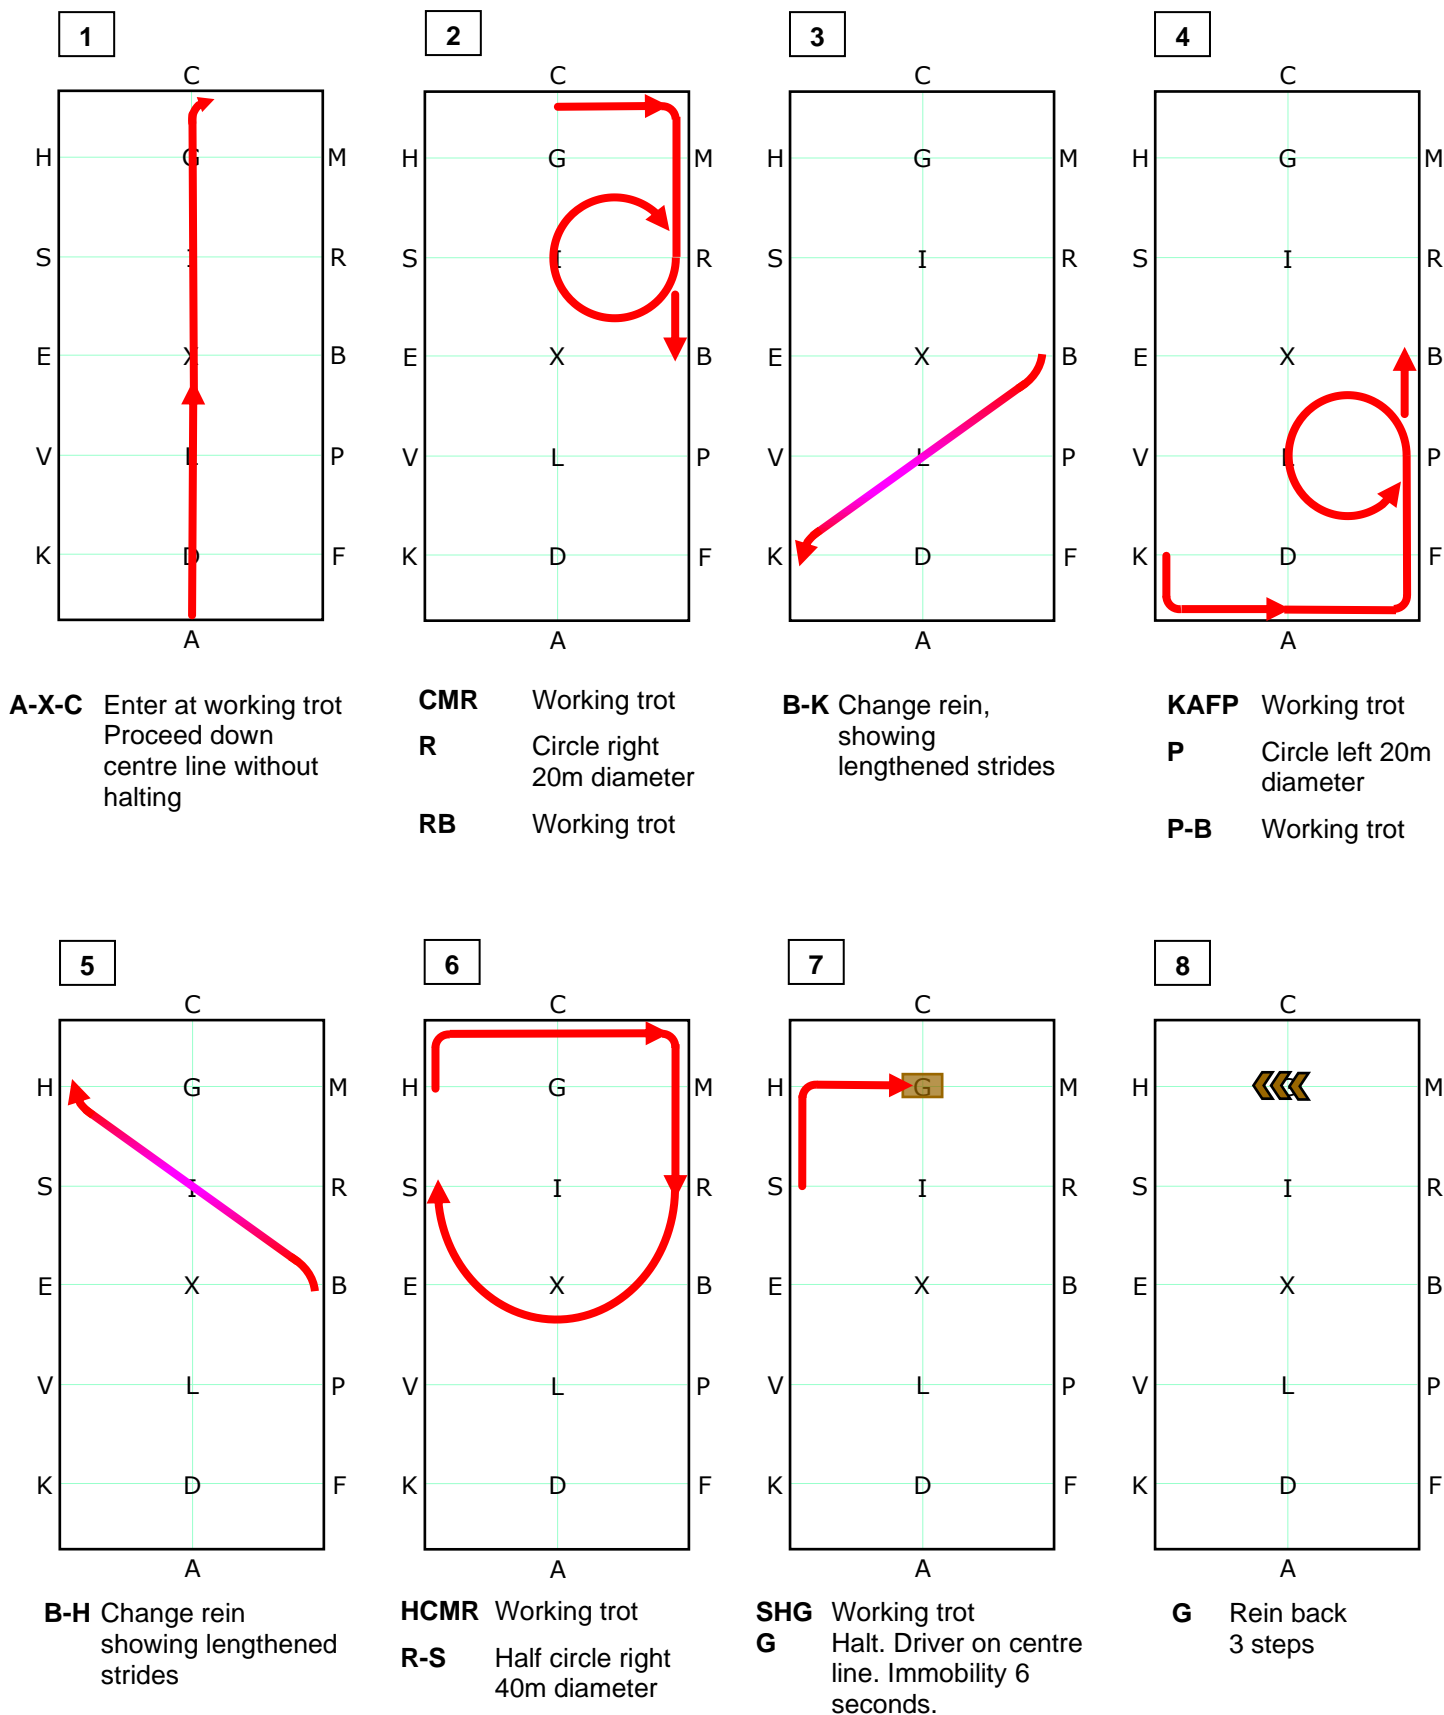 1
C
H G M
S I R
E X B
V L P
K D F
A
A-X-C Enter at working trot
Proceed down
centre line without
halting
2
C
H G M
S I R
E X B
V L P
K D F
A
CMR Working trot
R Circle right
20m diameter
RB Working trot
3
C
H G M
S I R
E X B
V L P
K D F
A
B-K Change rein,
showing
lengthened strides
4
C
H G M
S I R
E X B
V L P
K D F
A
KAFP Working trot
P Circle left 20m
diameter
P-B Working trot
5
C
H G M
S I R
E X B
V L P
K D F
A
B-H Change rein
showing lengthened
strides
6
C
H G M
S I R
E X B
V L P
K D F
A
HCMR Working trot
R-S Half circle right
40m diameter
7
C
H G M
S I R
E X B
V L P
K D F
A
SHG Working trot
G Halt. Driver on centre
line. Immobility 6
seconds.
8
C
H M
S I R
E X B
V L P
K D F
A
G Rein back
3 steps